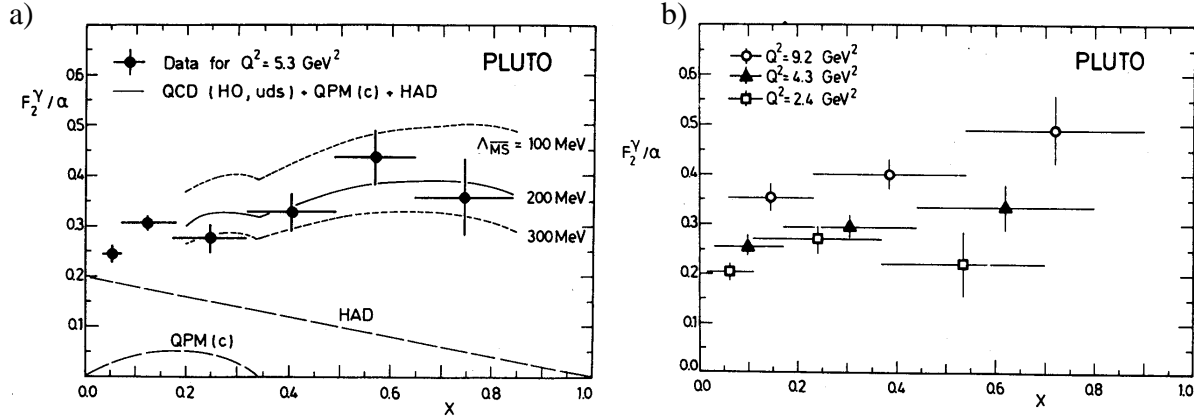 a)
PLUTO
Data for Q² = 5.3 GeV²
QCD (HO, uds) + QPM (c) + HAD
F₂^γ/α
Λ_MS̅ = 100 MeV
200 MeV
300 MeV
HAD
QPM (c)
0.6
0.5
0.4
0.3
0.2
0.1
0.0 0.2 0.4 0.6 0.8 1.0
X
b)
PLUTO
Q² = 9.2 GeV²
Q² = 4.3 GeV²
Q² = 2.4 GeV²
F₂^γ/α
0.6
0.5
0.4
0.3
0.2
0.1
0.0
0.0 0.2 0.4 0.6 0.8 1.0
X